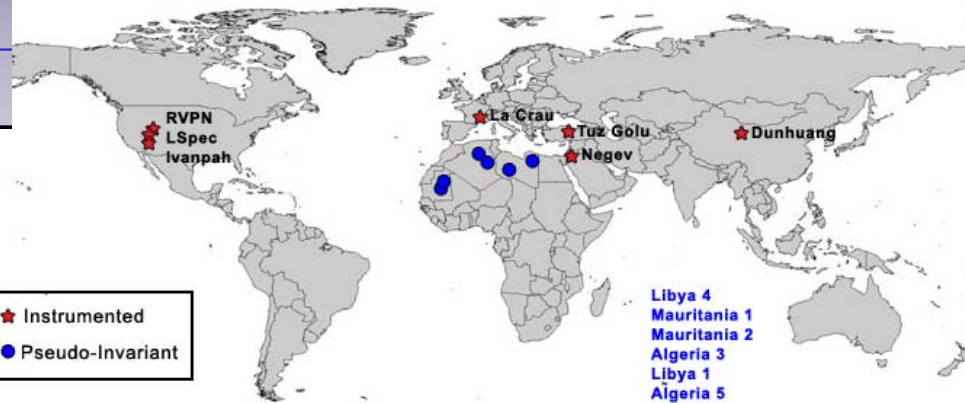 RVPN
LSpec
Ivanpah
La Crau
Tuz Golu
Negev
Dunhuang
Instrumented
Pseudo-Invariant
Libya 4
Mauritania 1
Mauritania 2
Algeria 3
Libya 1
Algeria 5